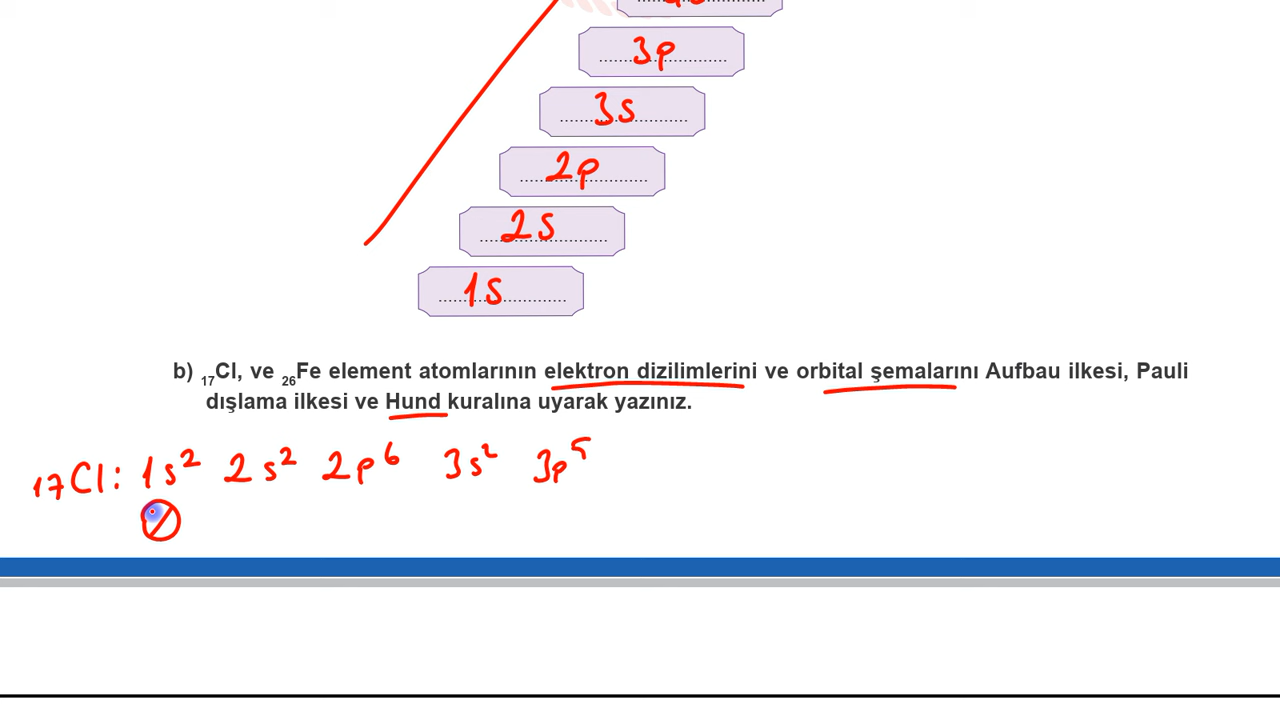 3p
3s
2p
2s
1s
b) ₁₇Cl, ve ₂₆Fe element atomlarının elektron dizilimlerini ve orbital şemalarını Aufbau ilkesi, Pauli
dışlama ilkesi ve Hund kuralına uyarak yazınız.
₁₇Cl: 1s² 2s² 2p⁶ 3s² 3p⁵